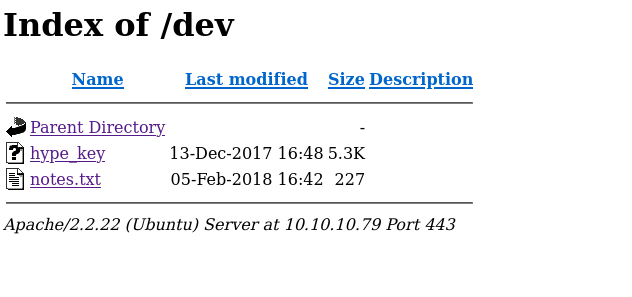 Index of /dev
Name Last modified Size Description
Parent Directory -
hype_key 13-Dec-2017 16:48 5.3K
notes.txt 05-Feb-2018 16:42 227
Apache/2.2.22 (Ubuntu) Server at 10.10.10.79 Port 443